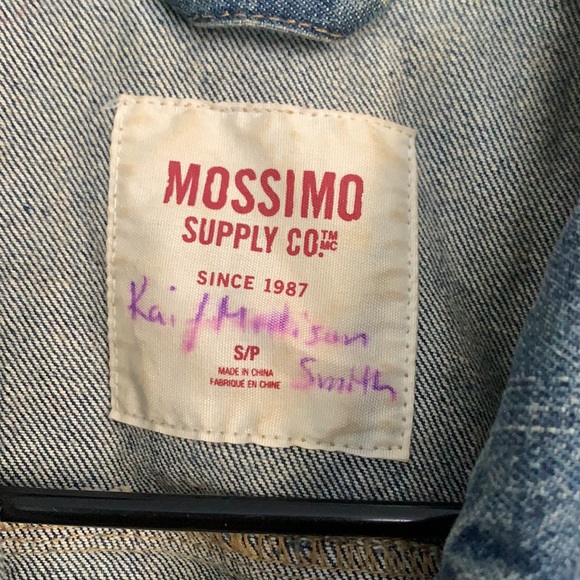 MOSSIMO
SUPPLY CO.™ MC
SINCE 1987
Kai / Madison
S/P
Smith
MADE IN CHINA
FABRIQUÉ EN CHINE